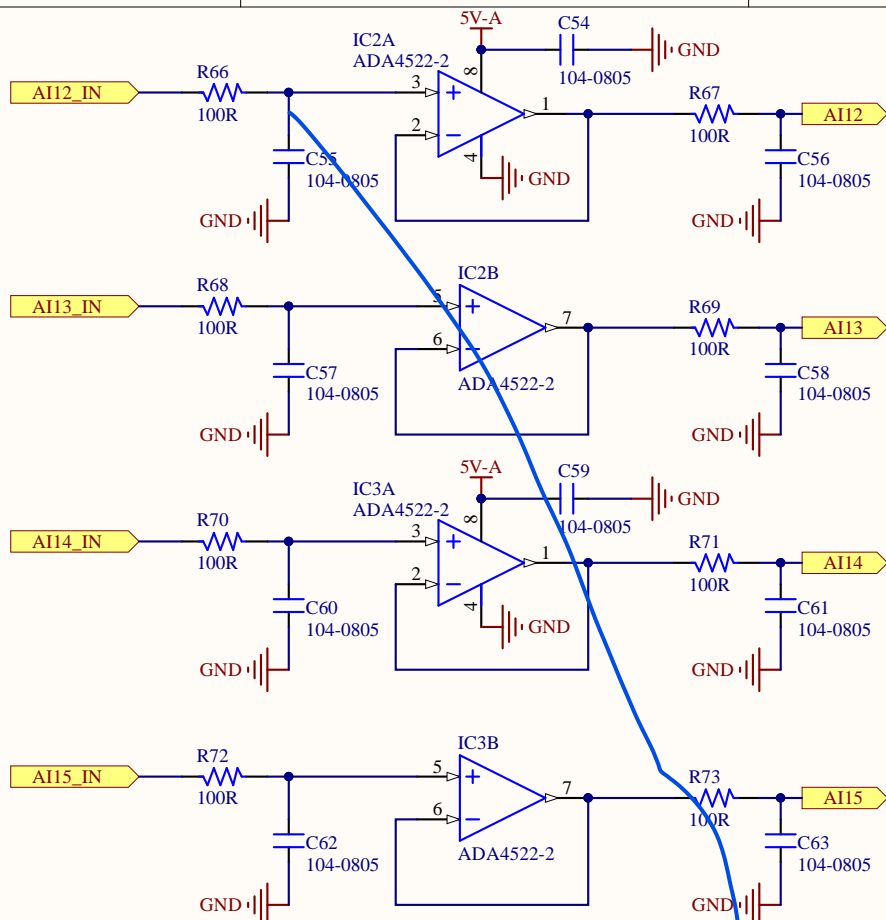 5V-A
C54
IC2A
ADA4522-2
GND
104-0805
8
AI12_IN
R66
100R
3
2
1
4
GND
R67
100R
AI12
C55
104-0805
GND
C56
104-0805
GND
IC2B
AI13_IN
R68
100R
5
6
7
ADA4522-2
R69
100R
AI13
C57
104-0805
GND
C58
104-0805
GND
5V-A
C59
IC3A
ADA4522-2
GND
104-0805
8
AI14_IN
R70
100R
3
2
1
4
GND
R71
100R
AI14
C60
104-0805
GND
C61
104-0805
GND
IC3B
AI15_IN
R72
100R
5
6
7
ADA4522-2
R73
100R
AI15
C62
104-0805
GND
C63
104-0805
GND